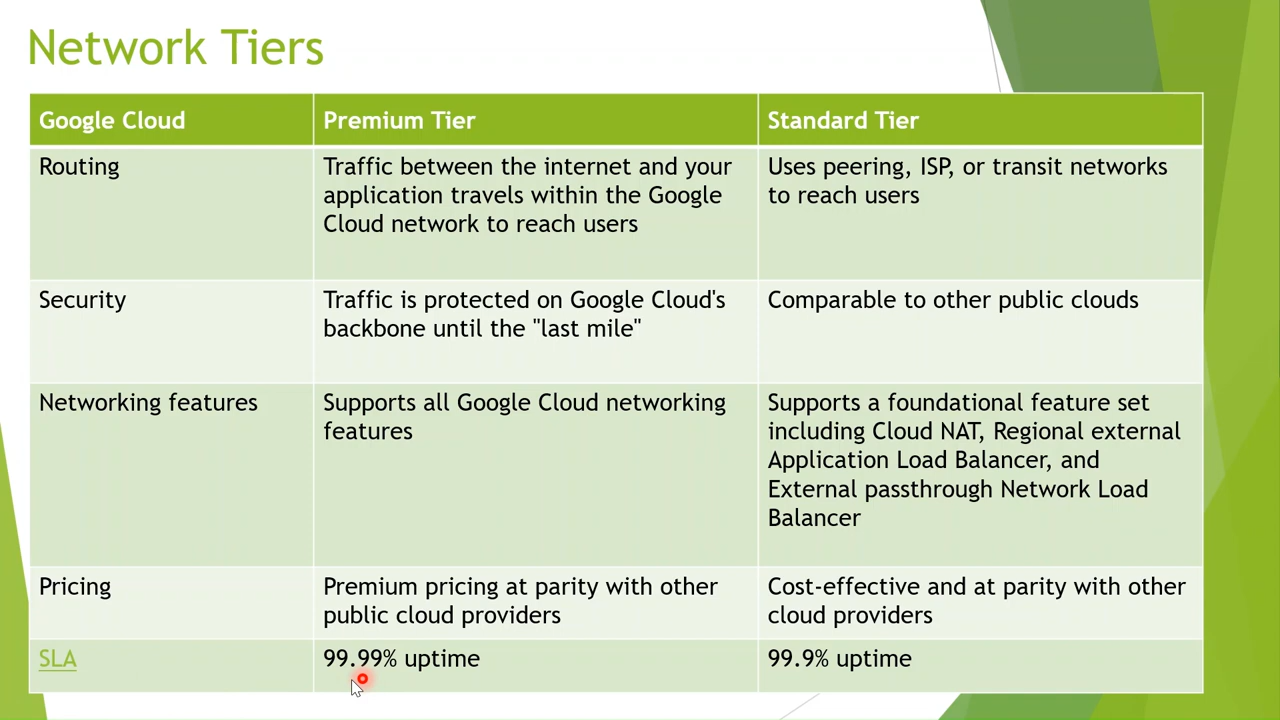 Network Tiers
Google Cloud
Premium Tier
Standard Tier
Routing
Traffic between the internet and your
application travels within the Google
Cloud network to reach users
Uses peering, ISP, or transit networks
to reach users
Security
Traffic is protected on Google Cloud's
backbone until the "last mile"
Comparable to other public clouds
Networking features
Supports all Google Cloud networking
features
Supports a foundational feature set
including Cloud NAT, Regional external
Application Load Balancer, and
External passthrough Network Load
Balancer
Pricing
Premium pricing at parity with other
public cloud providers
Cost-effective and at parity with other
cloud providers
SLA
99.99% uptime
99.9% uptime